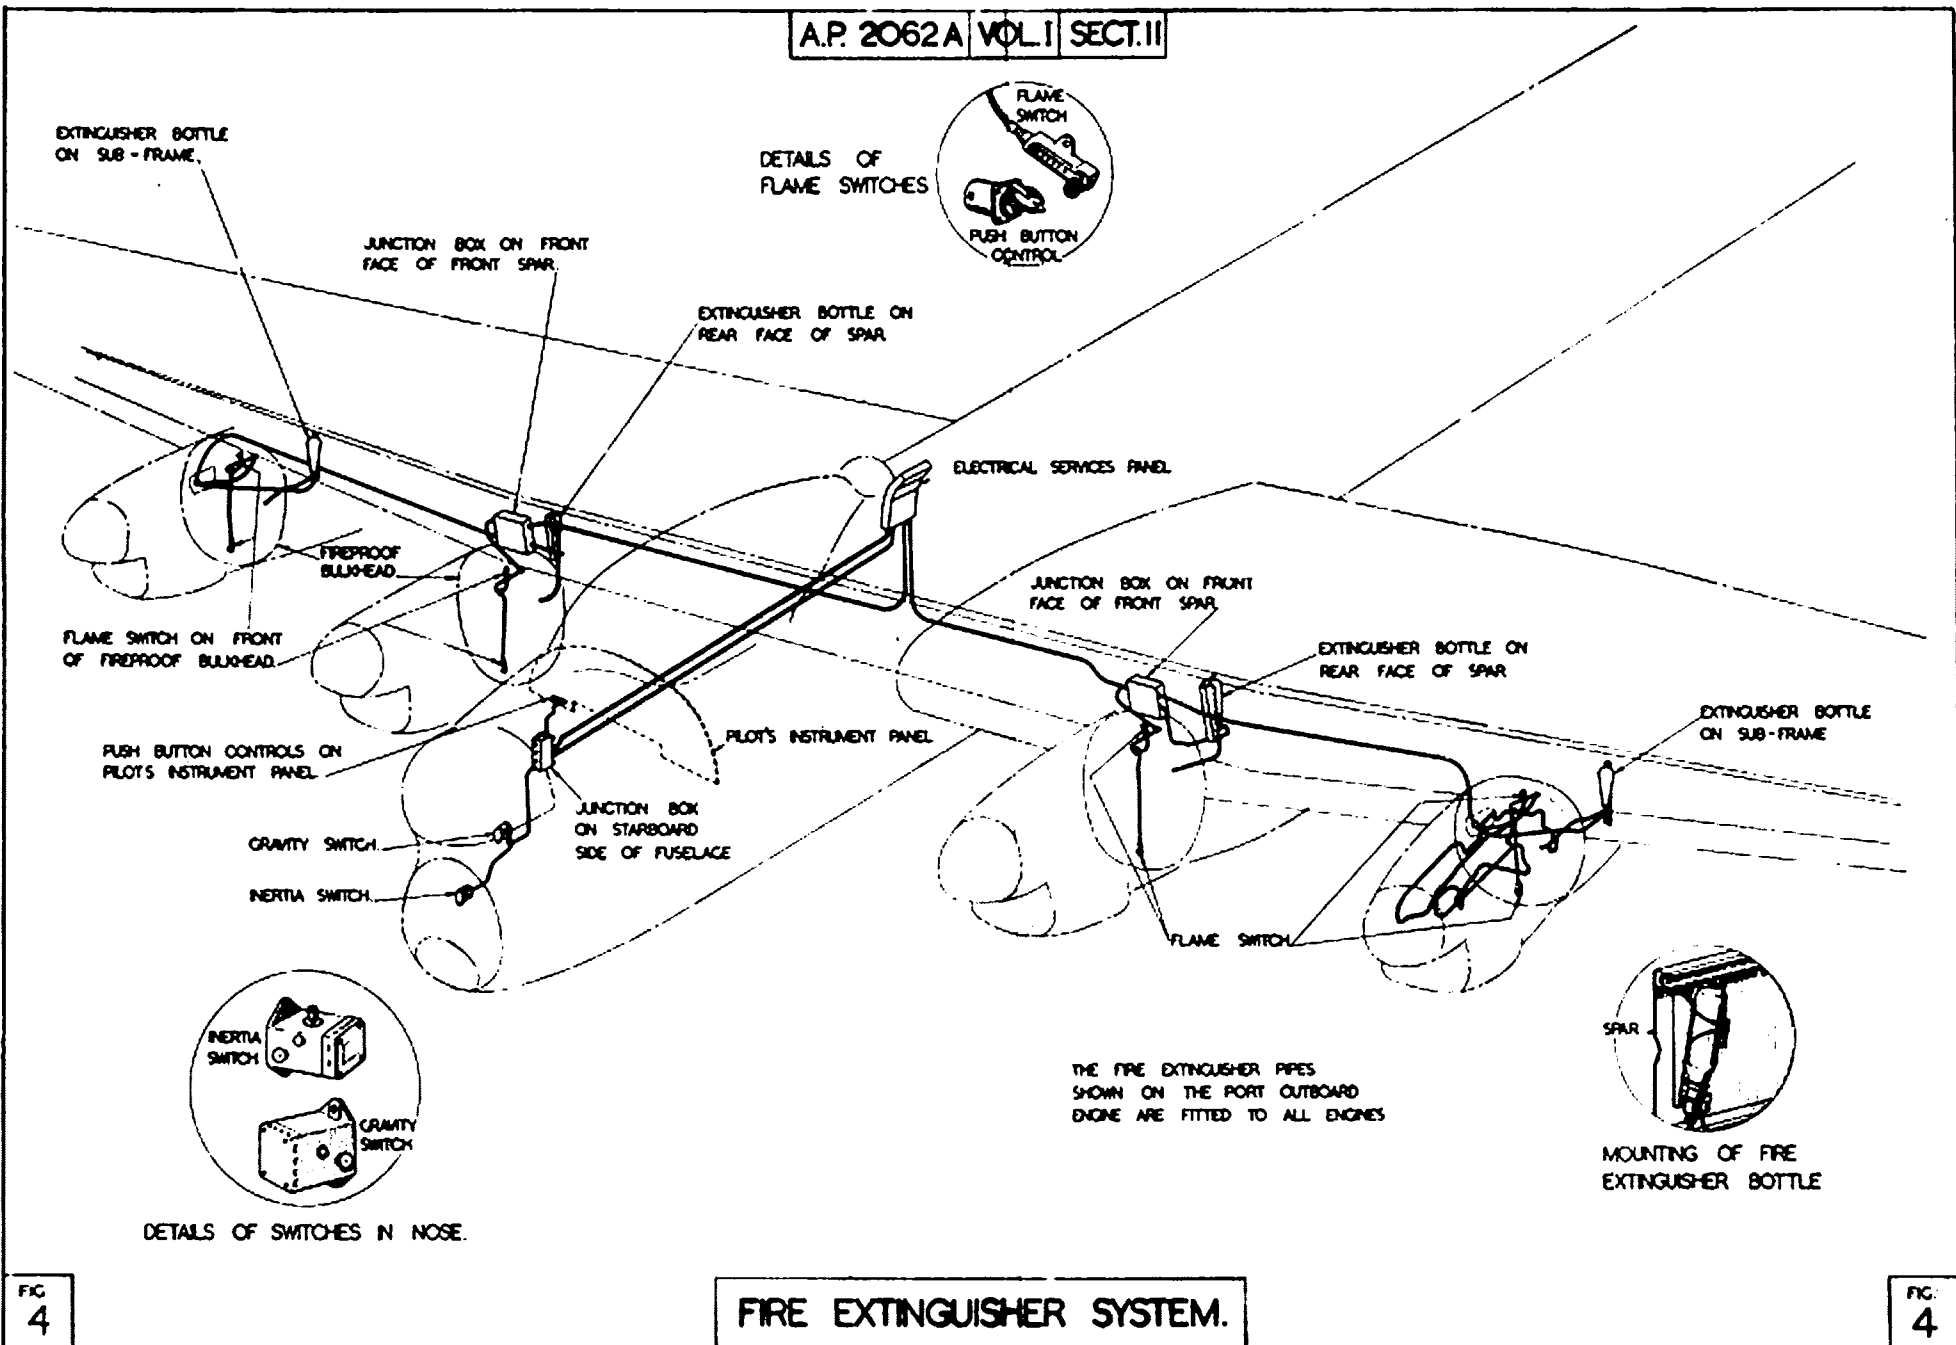 A.P. 2062A VOL.I SECT.II
FLAME
SWITCH
DETAILS OF
FLAME SWITCHES
PUSH BUTTON
CONTROL
EXTINGUISHER BOTTLE
ON SUB-FRAME.
JUNCTION BOX ON FRONT
FACE OF FRONT SPAR.
EXTINGUISHER BOTTLE ON
REAR FACE OF SPAR
ELECTRICAL SERVICES PANEL
FIREPROOF
BULKHEAD
FLAME SWITCH ON FRONT
OF FIREPROOF BULKHEAD
JUNCTION BOX ON FRONT
FACE OF FRONT SPAR
EXTINGUISHER BOTTLE ON
REAR FACE OF SPAR
EXTINGUISHER BOTTLE
ON SUB-FRAME
PUSH BUTTON CONTROLS ON
PILOT'S INSTRUMENT PANEL
PILOT'S INSTRUMENT PANEL
JUNCTION BOX
ON STARBOARD
SIDE OF FUSELAGE
GRAVITY SWITCH
INERTIA SWITCH
FLAME SWITCH
INERTIA
SWITCH
GRAVITY
SWITCH
DETAILS OF SWITCHES IN NOSE.
THE FIRE EXTINGUISHER PIPES
SHOWN ON THE PORT OUTBOARD
ENGINE ARE FITTED TO ALL ENGINES
SPAR
MOUNTING OF FIRE
EXTINGUISHER BOTTLE
FIG
4
FIRE EXTINGUISHER SYSTEM.
FIG.
4